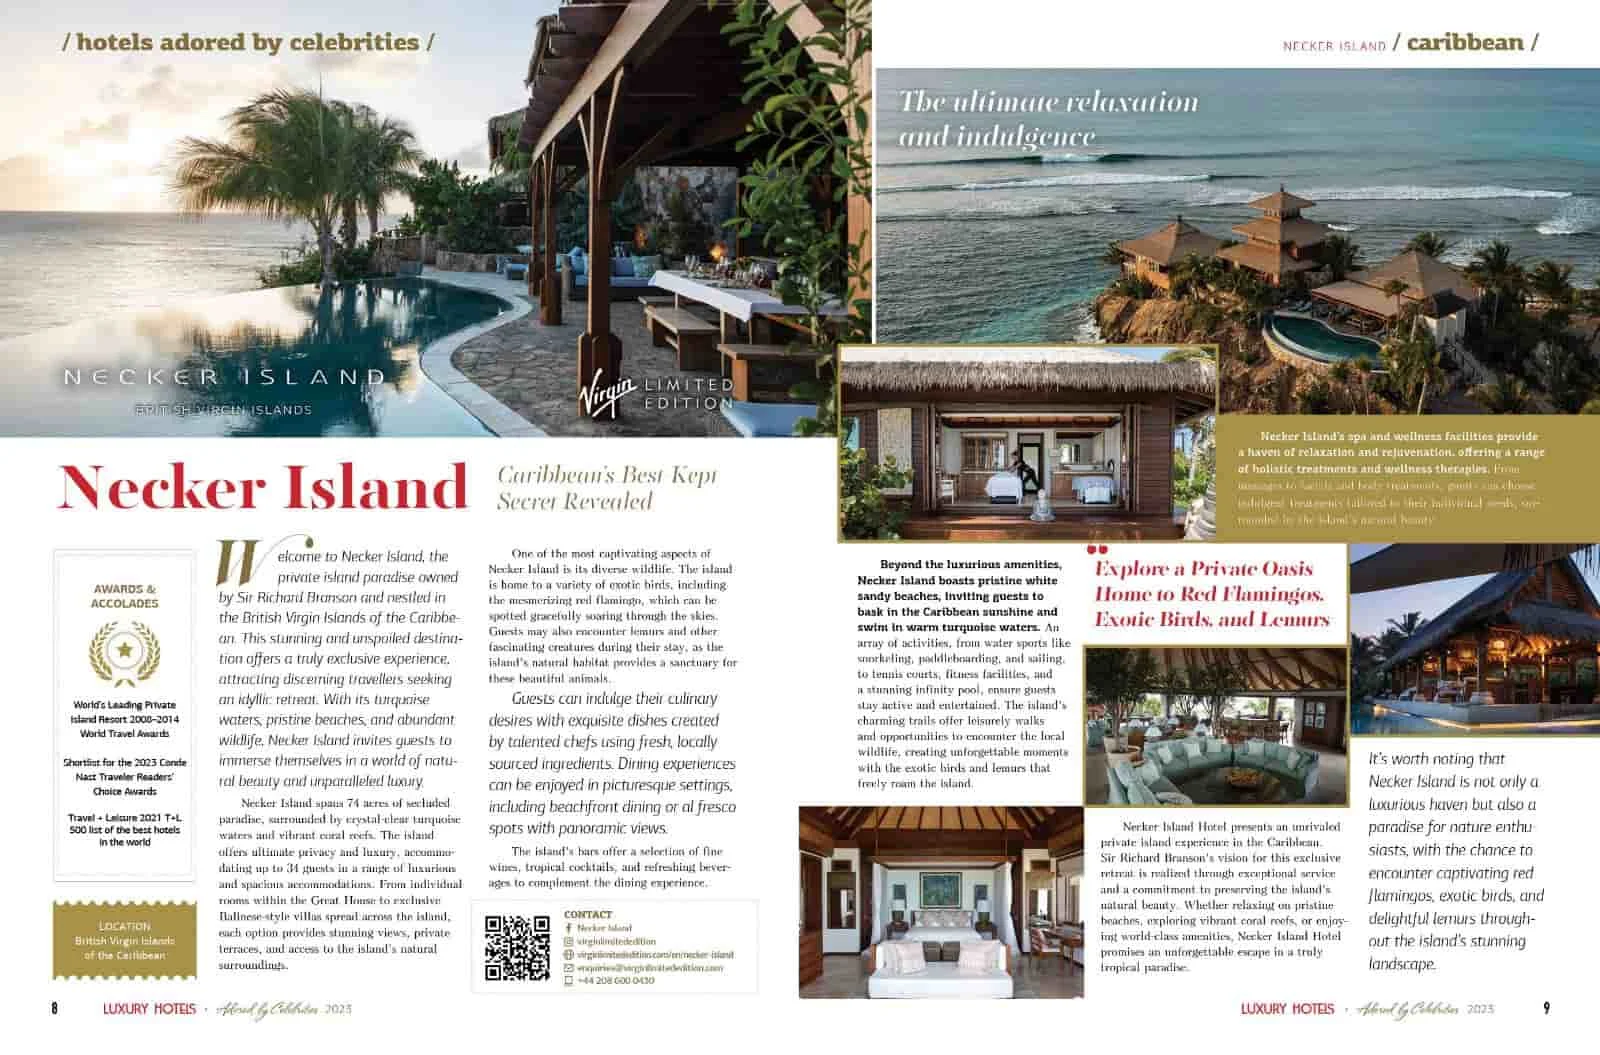 / hotels adored by celebrities /
NECKER ISLAND
BRITISH VIRGIN ISLANDS
Virgin LIMITED
EDITION
Necker Island
Caribbean's Best Kept
Secret Revealed
AWARDS &
ACCOLADES
World's Leading Private
Island Resort 2006-2014
World Travel Awards
Shortlist for the 2023 Conde
Nast Traveler Readers'
Choice Awards
Travel + Leisure 2021 T+L
500 list of the best hotels
in the world
LOCATION
British Virgin Islands
of the Caribbean
Welcome to Necker Island, the
private island paradise owned
by Sir Richard Branson and nestled in
the British Virgin Islands of the Caribbe-
an. This stunning and unspoiled destina-
tion offers a truly exclusive experience,
attracting discerning travellers seeking
an idyllic retreat. With its turquoise
waters, pristine beaches, and abundant
wildlife, Necker Island invites guests to
immerse themselves in a world of natu-
ral beauty and unparalleled luxury.
Necker Island spans 74 acres of secluded
paradise, surrounded by crystal-clear turquoise
waters and vibrant coral reefs. The island
offers ultimate privacy and luxury, accommo-
dating up to 34 guests in a range of luxurious
and spacious accommodations. From individual
rooms within the Great House to exclusive
Balinese-style villas spread across the island,
each option provides stunning views, private
terraces, and access to the island's natural
surroundings.
One of the most captivating aspects of
Necker Island is its diverse wildlife. The island
is home to a variety of exotic birds, including
the mesmerizing red flamingo, which can be
spotted gracefully soaring through the skies.
Guests may also encounter lemurs and other
fascinating creatures during their stay, as the
island's natural habitat provides a sanctuary for
these beautiful animals.
Guests can indulge their culinary
desires with exquisite dishes created
by talented chefs using fresh, locally
sourced ingredients. Dining experiences
can be enjoyed in picturesque settings,
including beachfront dining or al fresco
spots with panoramic views.
The island's bars offer a selection of fine
wines, tropical cocktails, and refreshing bever-
ages to complement the dining experience.
CONTACT
Necker Island
virginlimitededition
virginlimitededition.com/en/necker-island
enquiries@virginlimitededition.com
+44 208 600 0430
8 LUXURY HOTELS • Adored by Celebrities 2023
NECKER ISLAND / caribbean /
The ultimate relaxation
and indulgence
Necker Island's spa and wellness facilities provide
a haven of relaxation and rejuvenation, offering a range
of holistic treatments and wellness therapies. From
massages to facials and body treatments, guests can choose
indulgent treatments tailored to their individual needs, sur-
rounded by the island's natural beauty.
Beyond the luxurious amenities,
Necker Island boasts pristine white
sandy beaches, inviting guests to
bask in the Caribbean sunshine and
swim in warm turquoise waters. An
array of activities, from water sports like
snorkeling, paddleboarding, and sailing,
to tennis courts, fitness facilities, and
a stunning infinity pool, ensure guests
stay active and entertained. The island's
charming trails offer leisurely walks
and opportunities to encounter the local
wildlife, creating unforgettable moments
with the exotic birds and lemurs that
freely roam the island.
“
Explore a Private Oasis
Home to Red Flamingos,
Exotic Birds, and Lemurs
Necker Island Hotel presents an unrivaled
private island experience in the Caribbean.
Sir Richard Branson's vision for this exclusive
retreat is realized through exceptional service
and a commitment to preserving the island's
natural beauty. Whether relaxing on pristine
beaches, exploring vibrant coral reefs, or enjoy-
ing world-class amenities, Necker Island Hotel
promises an unforgettable escape in a truly
tropical paradise.
It's worth noting that
Necker Island is not only a
luxurious haven but also a
paradise for nature enthu-
siasts, with the chance to
encounter captivating red
flamingos, exotic birds, and
delightful lemurs through-
out the island's stunning
landscape.
LUXURY HOTELS • Adored by Celebrities 2023 9